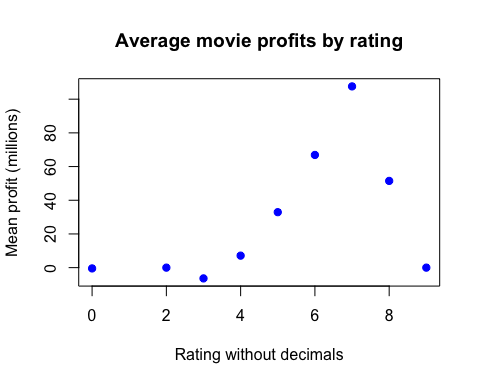 Average movie profits by rating
Mean profit (millions)
80
60
40
20
0
0 2 4 6 8
Rating without decimals